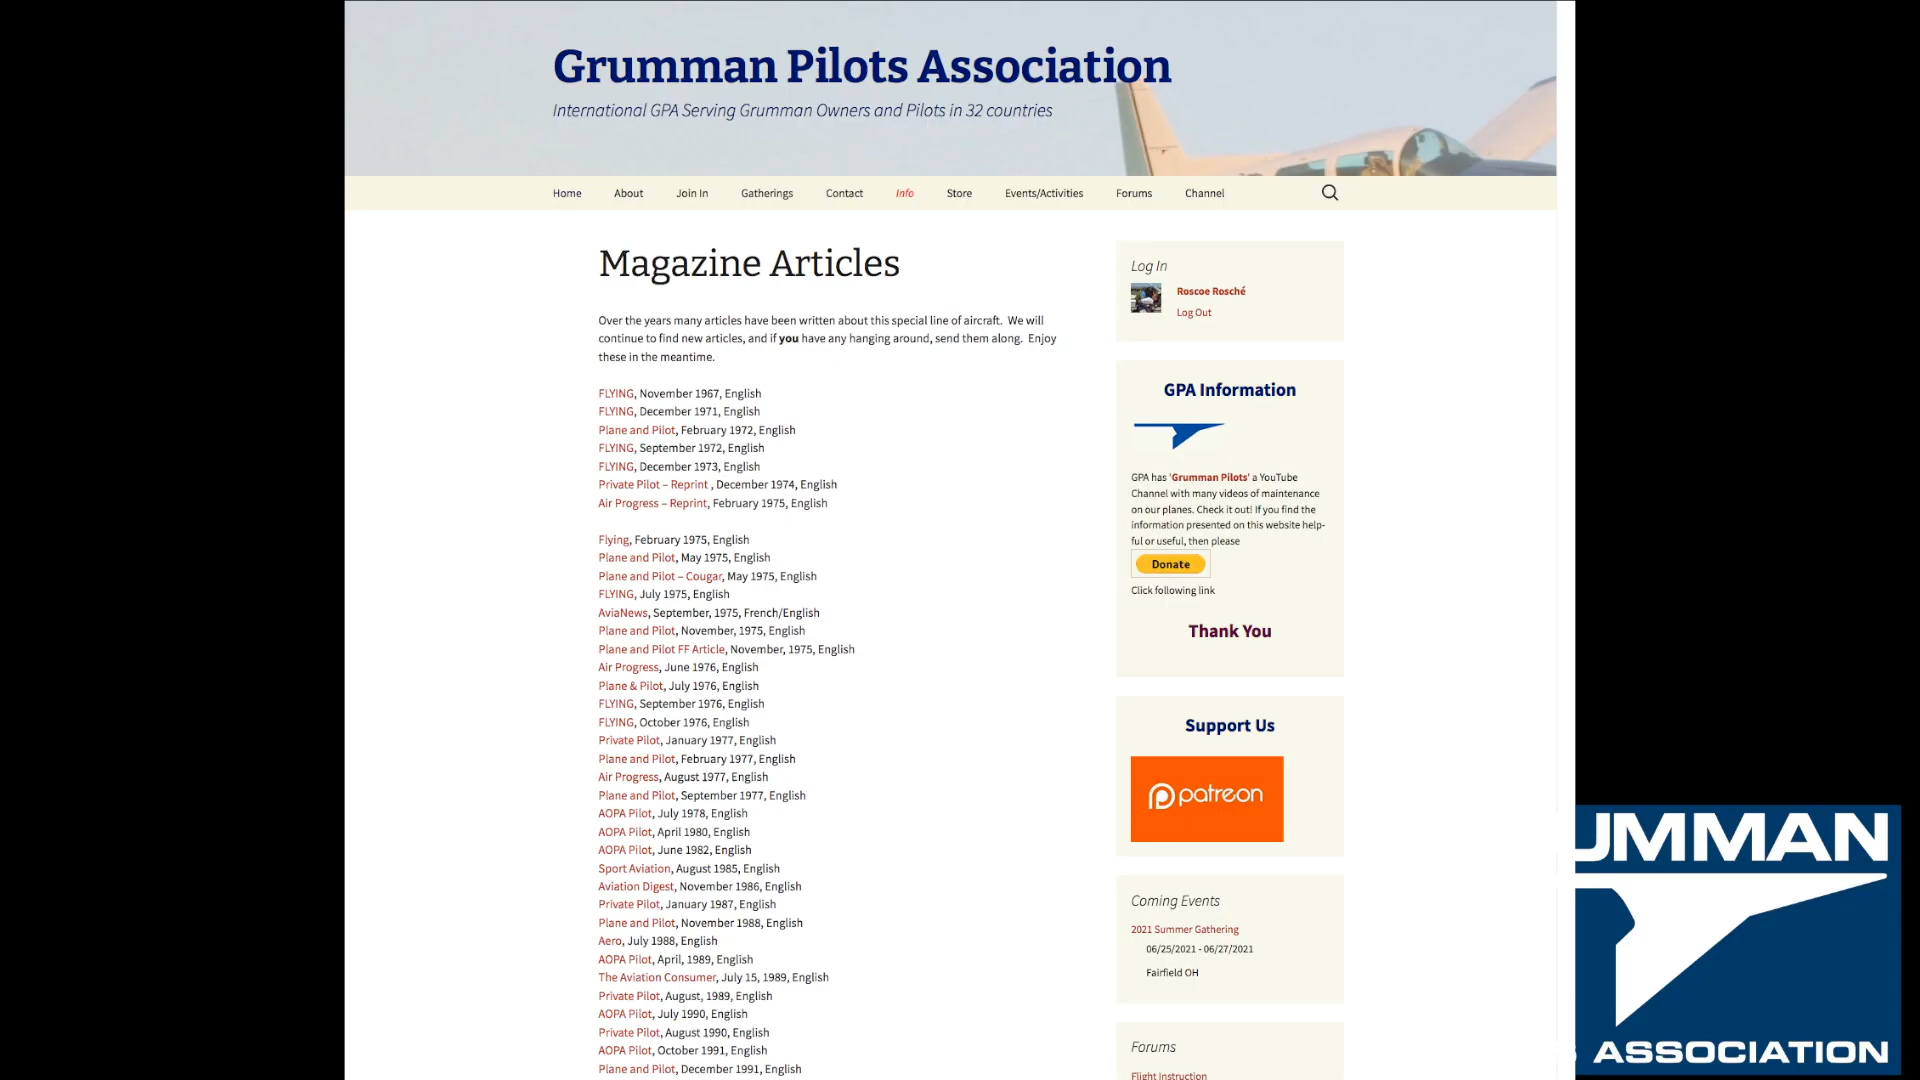 Grumman Pilots Association
International GPA Serving Grumman Owners and Pilots in 32 countries
Home About Join In Gatherings Contact Info Store Events/Activities Forums Channel
Magazine Articles
Over the years many articles have been written about this special line of aircraft. We will
continue to find new articles, and if you have any hanging around, send them along. Enjoy
these in the meantime.
FLYING, November 1967, English
FLYING, December 1971, English
Plane and Pilot, February 1972, English
FLYING, September 1972, English
FLYING, December 1973, English
Private Pilot – Reprint , December 1974, English
Air Progress – Reprint, February 1975, English
Flying, February 1975, English
Plane and Pilot, May 1975, English
Plane and Pilot – Cougar, May 1975, English
FLYING, July 1975, English
AviaNews, September, 1975, French/English
Plane and Pilot, November, 1975, English
Plane and Pilot FF Article, November, 1975, English
Air Progress, June 1976, English
Plane & Pilot, July 1976, English
FLYING, September 1976, English
FLYING, October 1976, English
Private Pilot, January 1977, English
Plane and Pilot, February 1977, English
Air Progress, August 1977, English
Plane and Pilot, September 1977, English
AOPA Pilot, July 1978, English
AOPA Pilot, April 1980, English
AOPA Pilot, June 1982, English
Sport Aviation, August 1985, English
Aviation Digest, November 1986, English
Private Pilot, January 1987, English
Plane and Pilot, November 1988, English
Aero, July 1988, English
AOPA Pilot, April, 1989, English
The Aviation Consumer, July 15, 1989, English
Private Pilot, August, 1989, English
AOPA Pilot, July 1990, English
Private Pilot, August 1990, English
AOPA Pilot, October 1991, English
Plane and Pilot, December 1991, English
Log In
Roscoe Rosché
Log Out
GPA Information
GPA has 'Grumman Pilots' a YouTube
Channel with many videos of maintenance
on our planes. Check it out! If you find the
information presented on this website help-
ful or useful, then please
Donate
Click following link
Thank You
Support Us
patreon
Coming Events
2021 Summer Gathering
06/25/2021 - 06/27/2021
Fairfield OH
Forums
Flight Instruction
UMMAN
ASSOCIATION